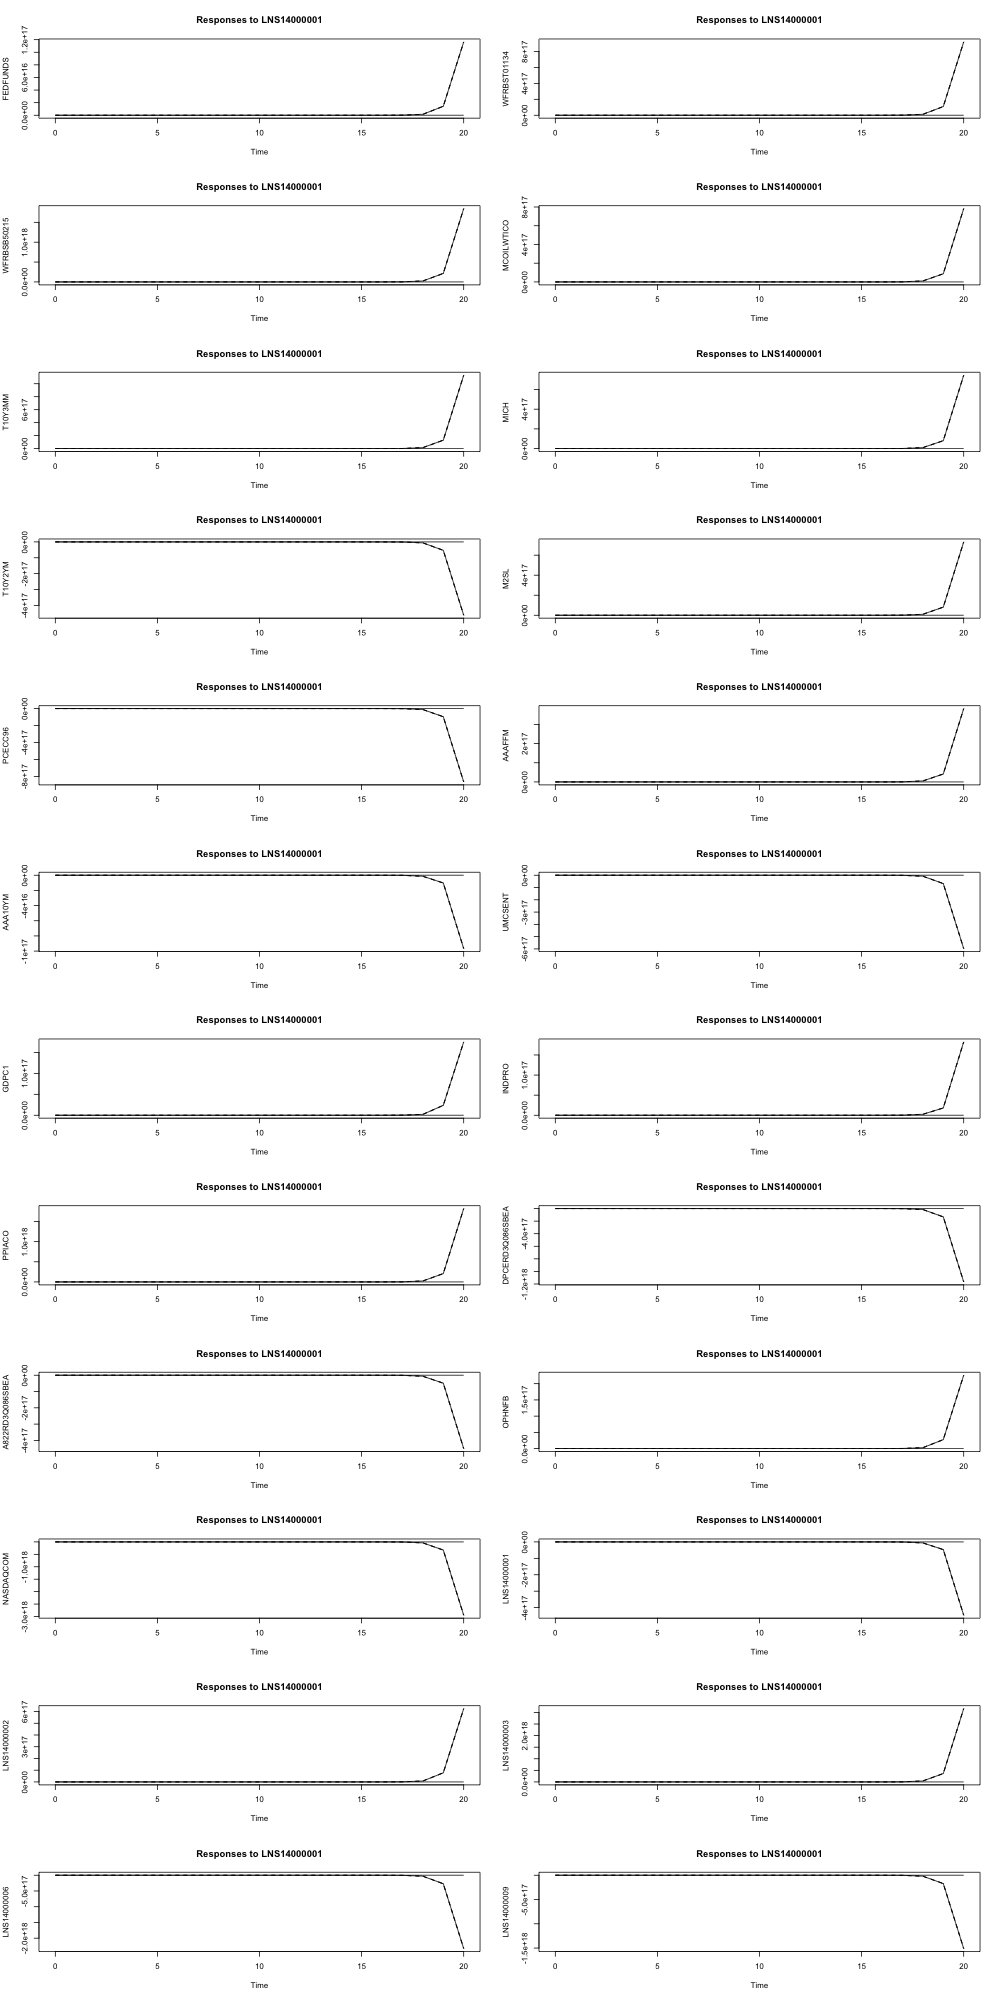 Responses to LNS14000001
FEDFUNDS
0.0e+00 6.0e+16 1.2e+17
0 5 10 15 20
Time
Responses to LNS14000001
WFRBST01134
0e+00 4e+17 8e+17
0 5 10 15 20
Time
Responses to LNS14000001
WFRBSB50215
0.0e+00 1.0e+18
0 5 10 15 20
Time
Responses to LNS14000001
MCOILWTICO
0e+00 4e+17 8e+17
0 5 10 15 20
Time
Responses to LNS14000001
T10Y3MM
0e+00 6e+17
0 5 10 15 20
Time
Responses to LNS14000001
MICH
0e+00 4e+17
0 5 10 15 20
Time
Responses to LNS14000001
T10Y2YM
-4e+17 -2e+17 0e+00
0 5 10 15 20
Time
Responses to LNS14000001
M2SL
0e+00 4e+17
0 5 10 15 20
Time
Responses to LNS14000001
PCECC96
-8e+17 -4e+17 0e+00
0 5 10 15 20
Time
Responses to LNS14000001
AAAFFM
0e+00 2e+17
0 5 10 15 20
Time
Responses to LNS14000001
AAA10YM
-1e+17 -4e+16 0e+00
0 5 10 15 20
Time
Responses to LNS14000001
UMCSENT
-6e+17 -3e+17 0e+00
0 5 10 15 20
Time
Responses to LNS14000001
GDPC1
0.0e+00 1.0e+17
0 5 10 15 20
Time
Responses to LNS14000001
INDPRO
0.0e+00 1.0e+17
0 5 10 15 20
Time
Responses to LNS14000001
PPIACO
0.0e+00 1.0e+18
0 5 10 15 20
Time
Responses to LNS14000001
DPCERD3Q086SBEA
-1.2e+18 -4.0e+17
0 5 10 15 20
Time
Responses to LNS14000001
A822RD3Q086SBEA
-4e+17 -2e+17 0e+00
0 5 10 15 20
Time
Responses to LNS14000001
OPHNFB
0.0e+00 1.5e+17
0 5 10 15 20
Time
Responses to LNS14000001
NASDAQCOM
-3.0e+18 -1.0e+18
0 5 10 15 20
Time
Responses to LNS14000001
LNS14000001
-4e+17 -2e+17 0e+00
0 5 10 15 20
Time
Responses to LNS14000001
LNS14000002
0e+00 3e+17 6e+17
0 5 10 15 20
Time
Responses to LNS14000001
LNS14000003
0.0e+00 2.0e+18
0 5 10 15 20
Time
Responses to LNS14000001
LNS14000006
-2.0e+18 -5.0e+17
0 5 10 15 20
Time
Responses to LNS14000001
LNS14000009
-1.5e+18 -5.0e+17
0 5 10 15 20
Time